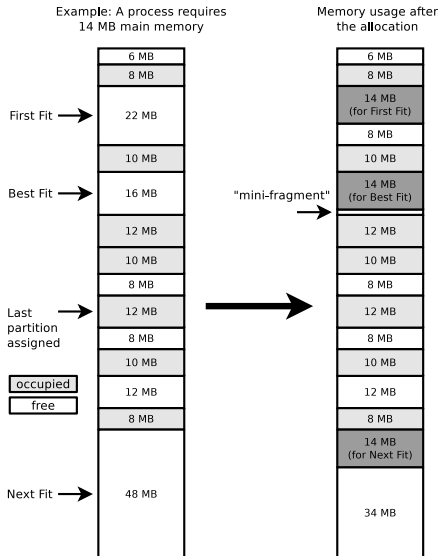 Example: A process requires
14 MB main memory
Memory usage after
the allocation
6 MB
8 MB
First Fit
22 MB
10 MB
Best Fit
16 MB
12 MB
10 MB
8 MB
Last
partition
assigned
12 MB
8 MB
10 MB
occupied
free
12 MB
8 MB
Next Fit
48 MB
6 MB
8 MB
14 MB
(for First Fit)
8 MB
10 MB
14 MB
(for Best Fit)
"mini-fragment"
12 MB
10 MB
8 MB
12 MB
8 MB
10 MB
12 MB
8 MB
14 MB
(for Next Fit)
34 MB